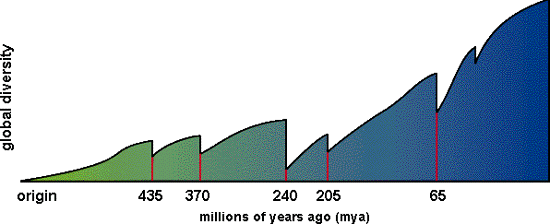 global diversity
origin 435 370 240 205 65
millions of years ago (mya)